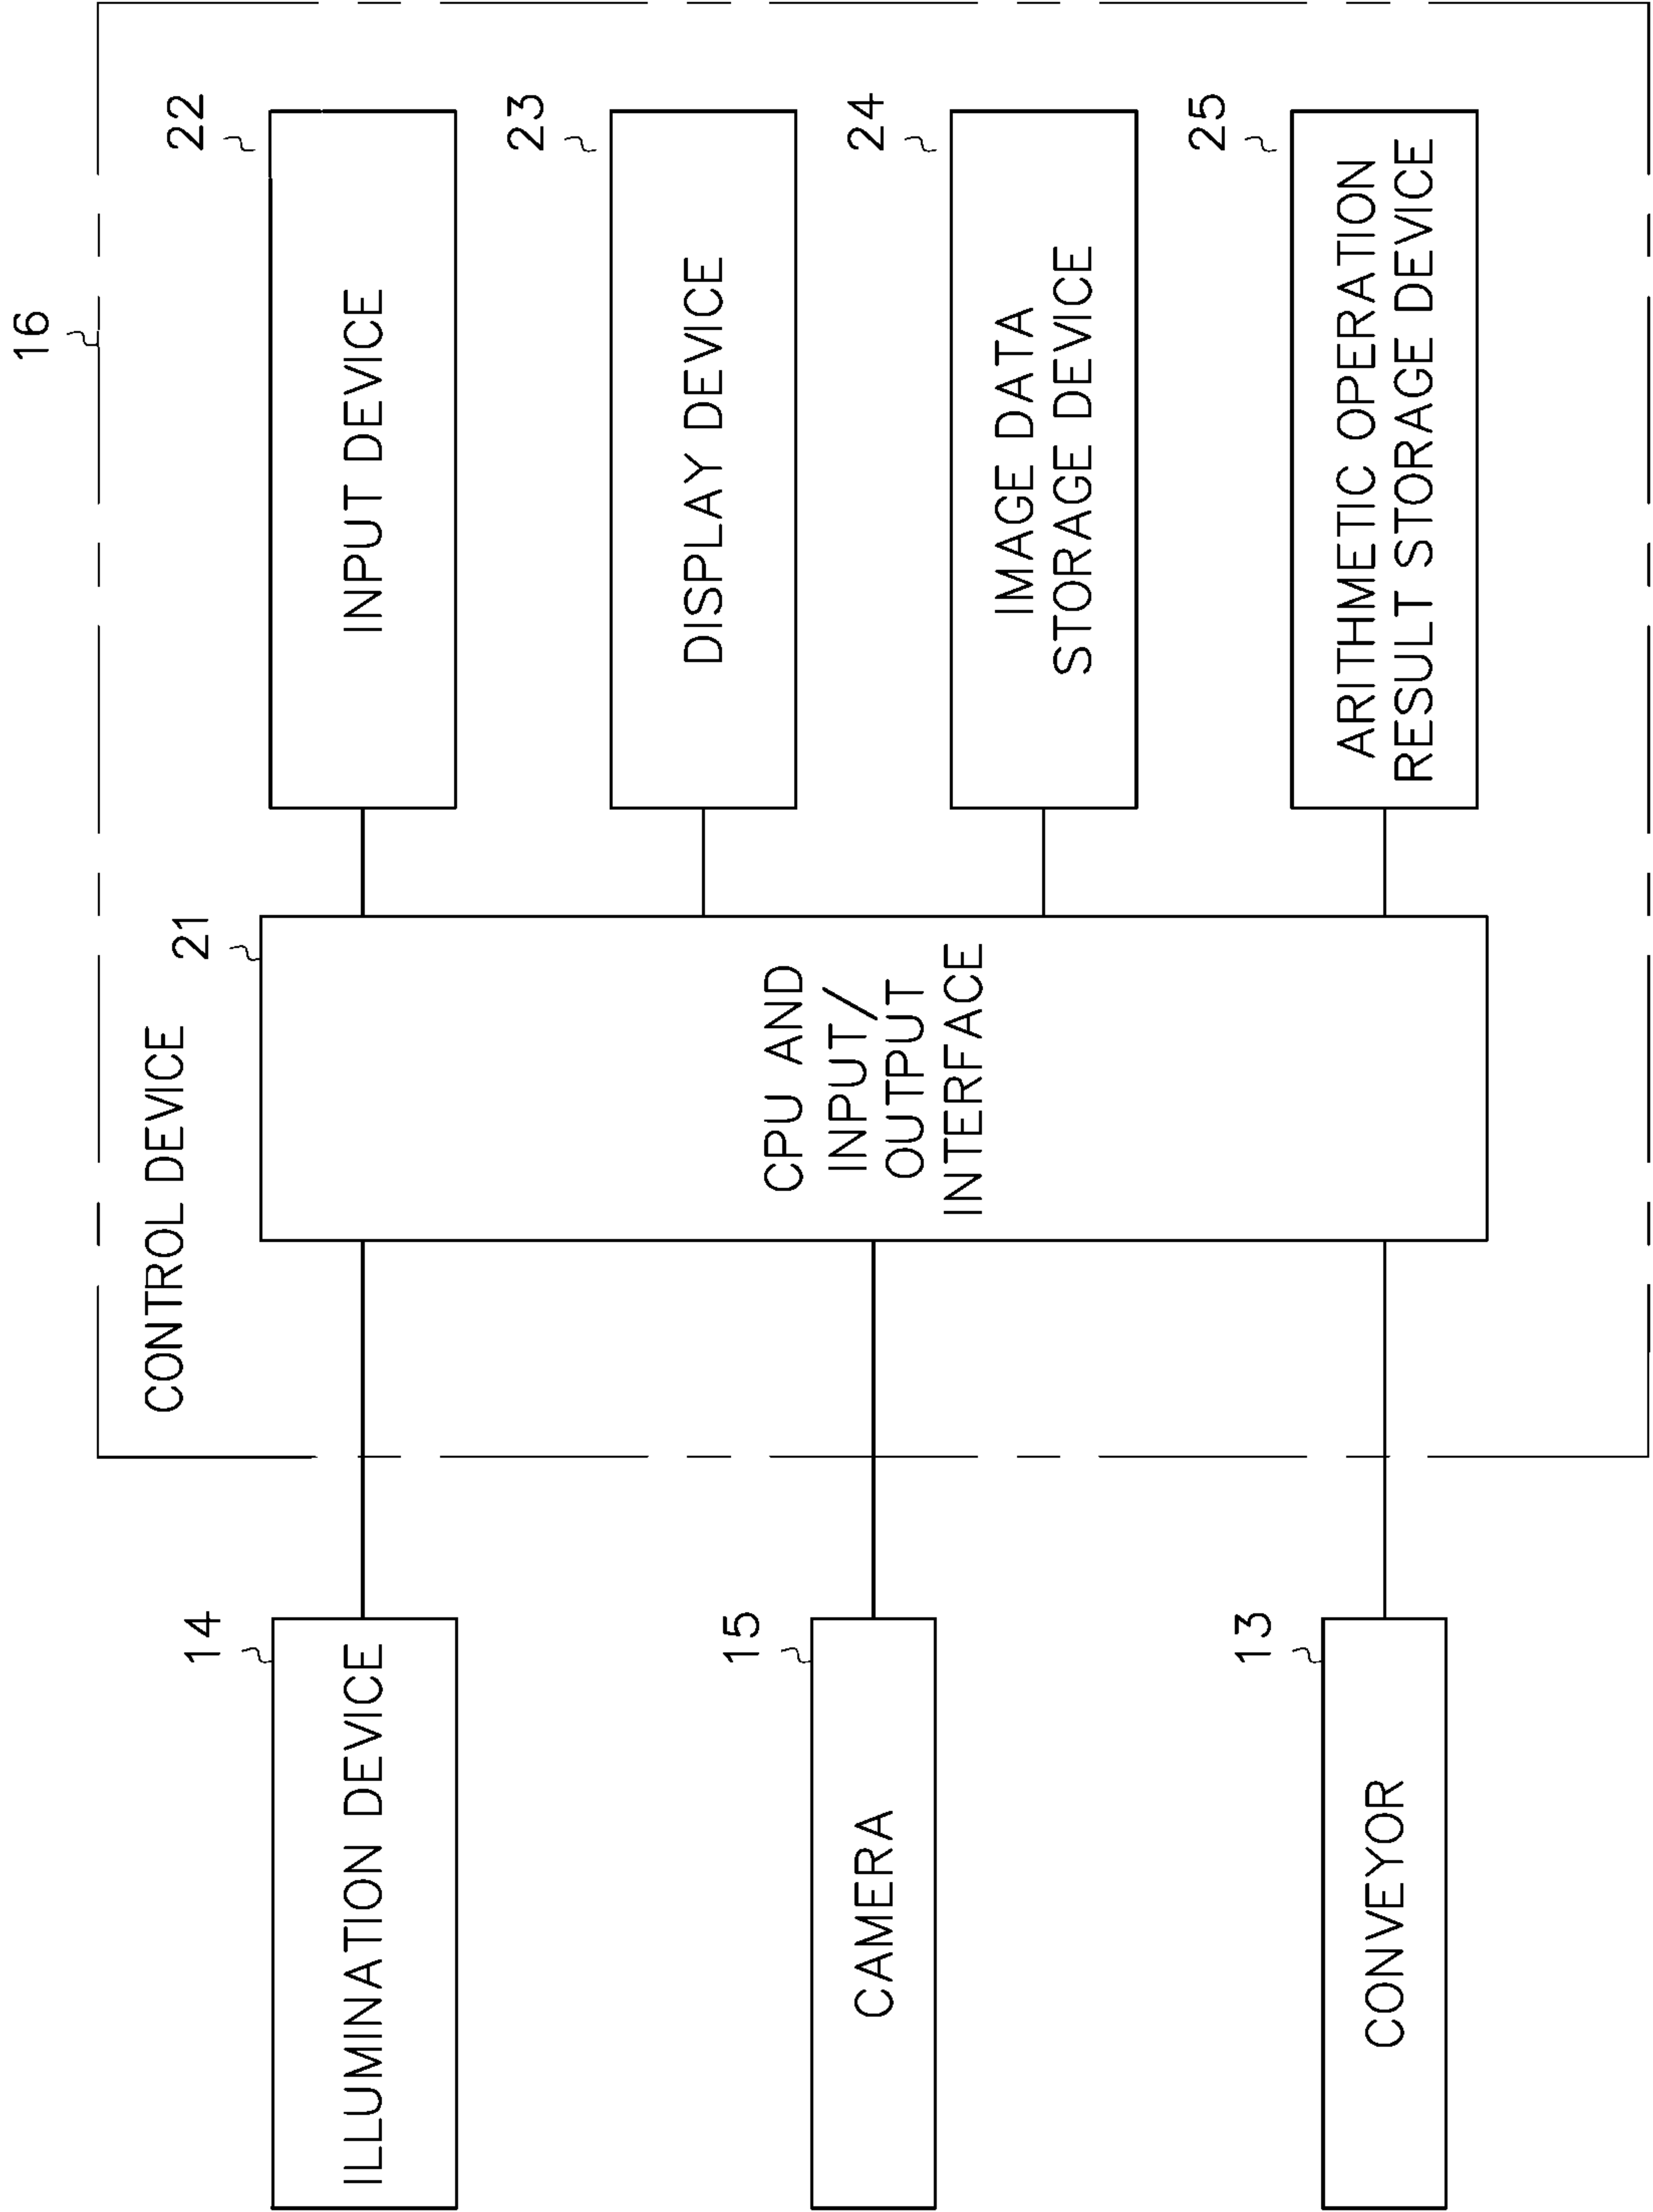 16
CONTROL DEVICE
14
ILLUMINATION DEVICE
15
CAMERA
13
CONVEYOR
21
CPU AND
INPUT/
OUTPUT
INTERFACE
22
INPUT DEVICE
23
DISPLAY DEVICE
24
IMAGE DATA
STORAGE DEVICE
25
ARITHMETIC OPERATION
RESULT STORAGE DEVICE